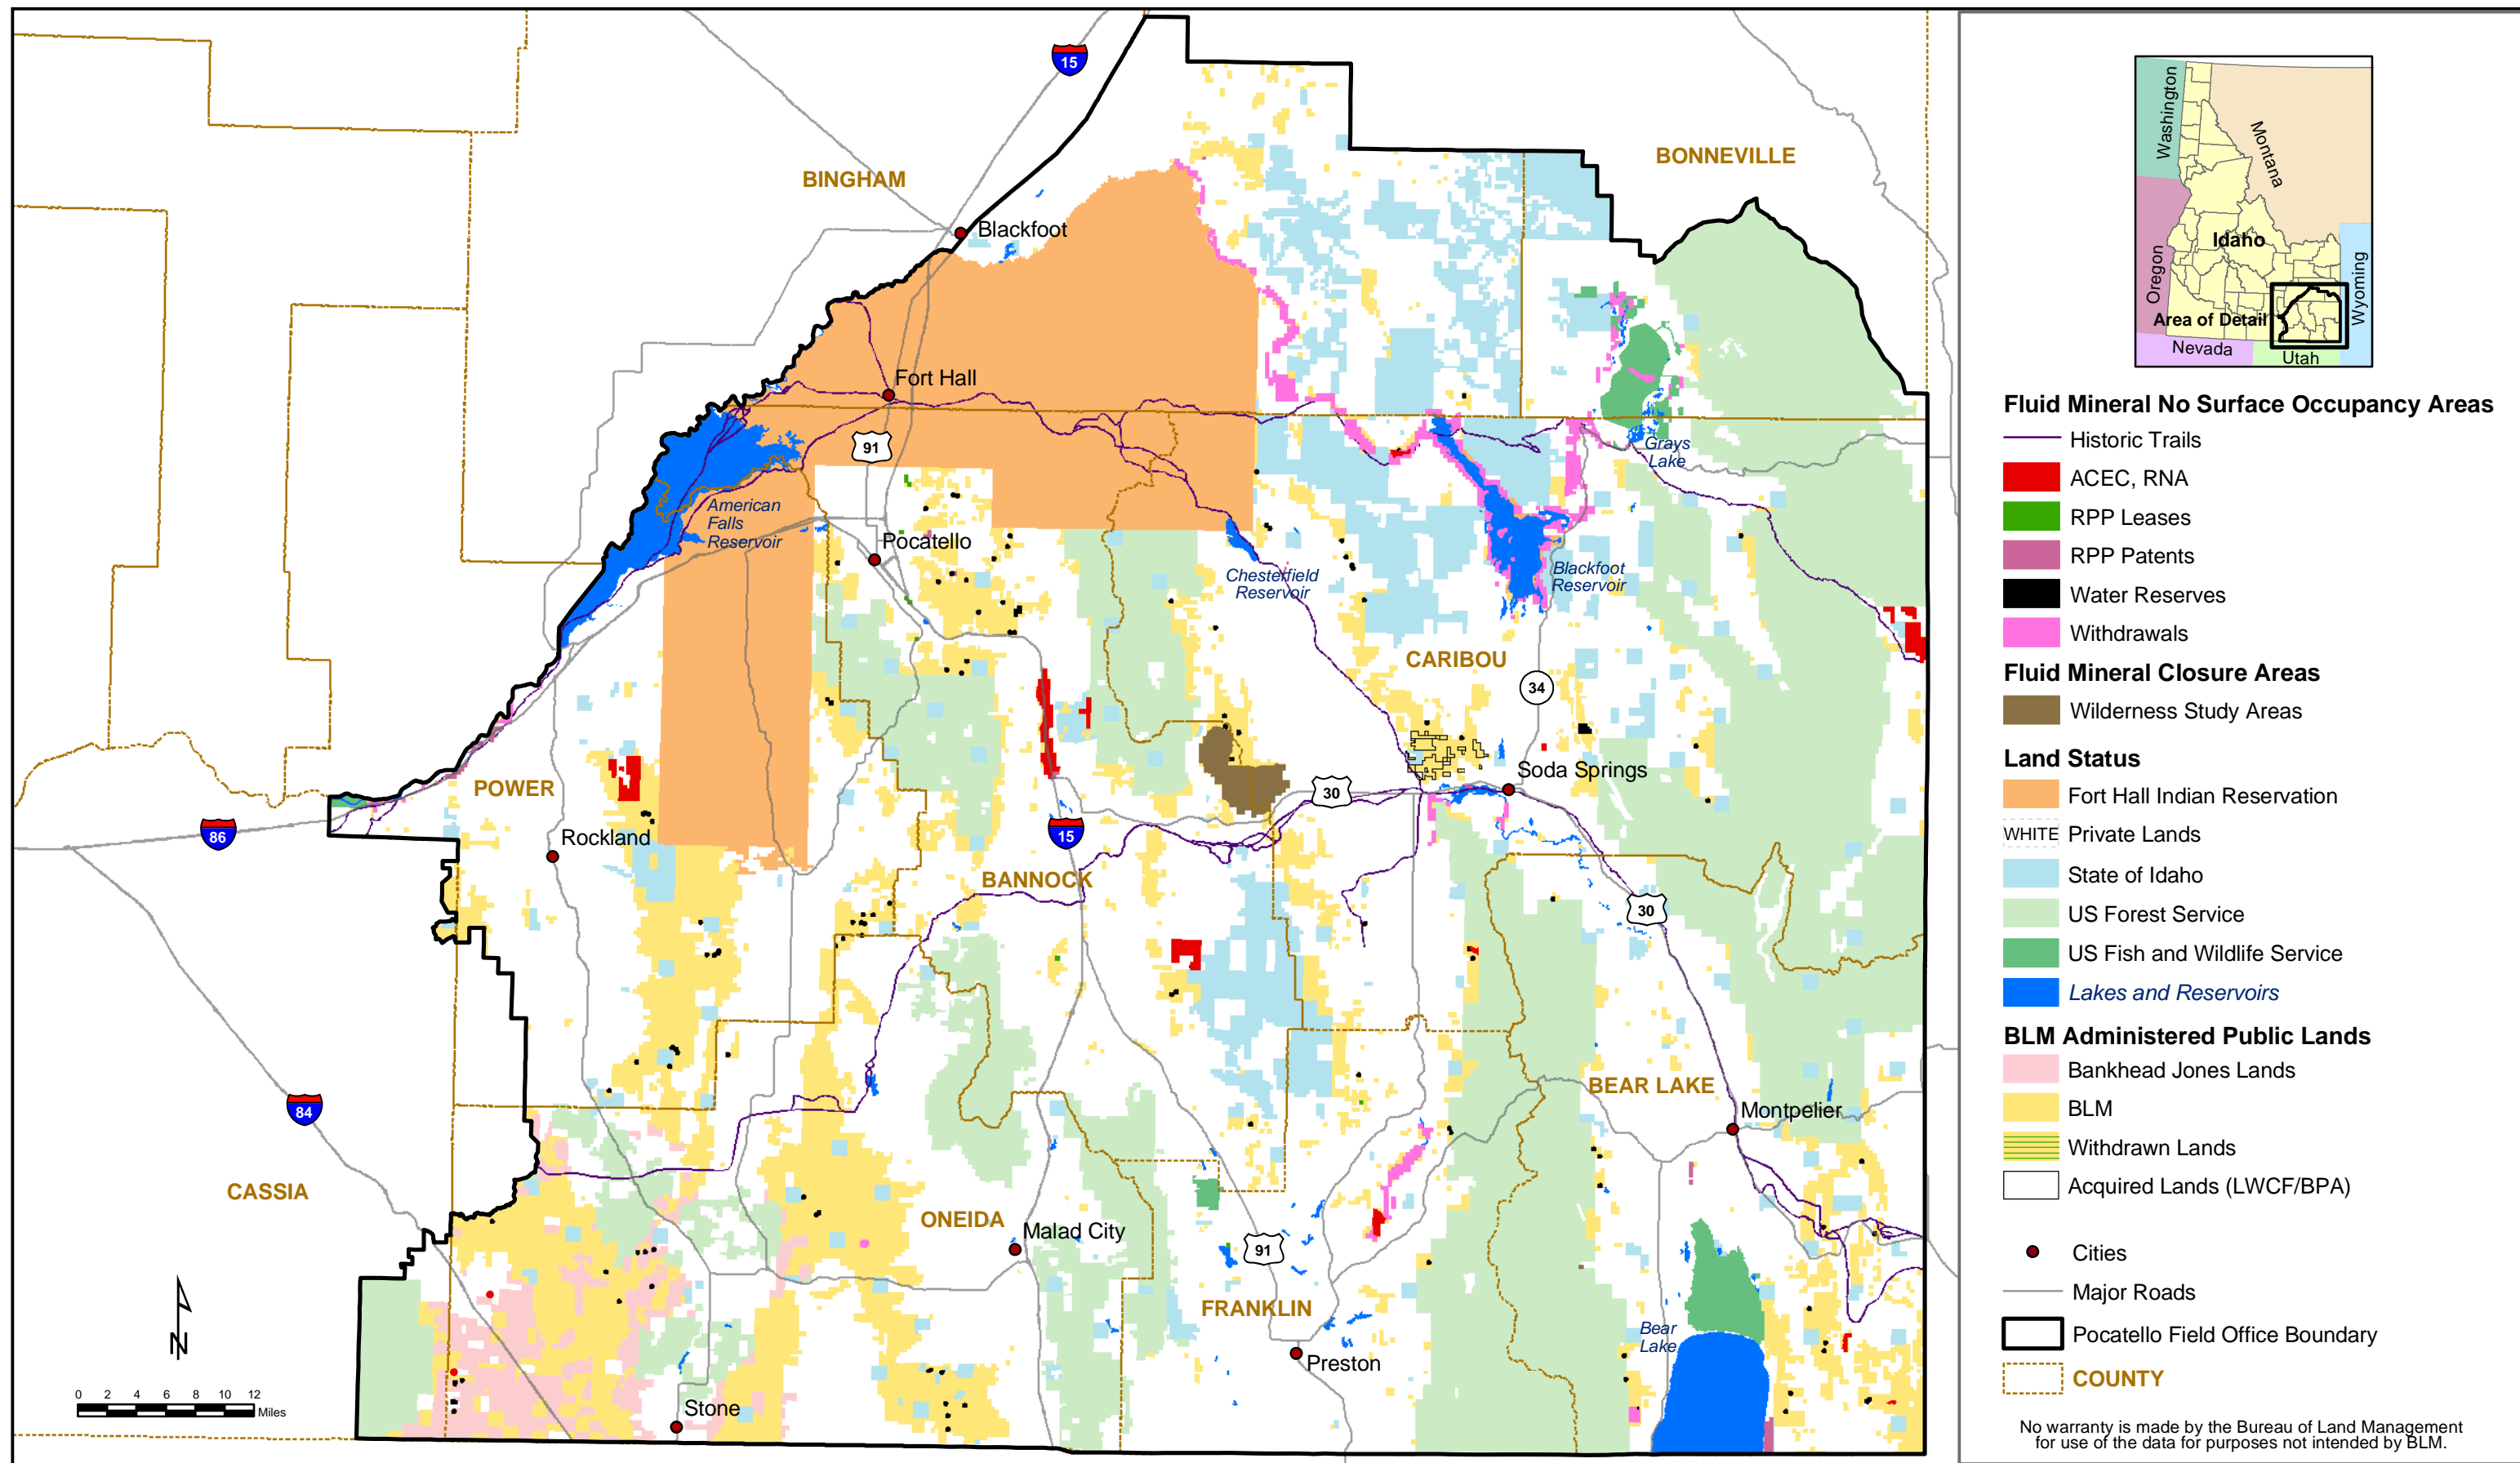 15
BINGHAM
BONNEVILLE
Blackfoot
Fort Hall
91
Grays
Lake
American
Falls
Reservoir
Pocatello
Chesterfield
Reservoir
Blackfoot
Reservoir
CARIBOU
34
POWER
Soda Springs
30
86
Rockland
15
BANNOCK
30
84
BEAR LAKE
Montpelier
CASSIA
ONEIDA
Malad City
91
FRANKLIN
Bear
Lake
Preston
Stone
N
0 2 4 6 8 10 12
Miles
Washington
Montana
Oregon
Idaho
Wyoming
Area of Detail
Nevada
Utah
Fluid Mineral No Surface Occupancy Areas
Historic Trails
ACEC, RNA
RPP Leases
RPP Patents
Water Reserves
Withdrawals
Fluid Mineral Closure Areas
Wilderness Study Areas
Land Status
Fort Hall Indian Reservation
WHITE Private Lands
State of Idaho
US Forest Service
US Fish and Wildlife Service
Lakes and Reservoirs
BLM Administered Public Lands
Bankhead Jones Lands
BLM
Withdrawn Lands
Acquired Lands (LWCF/BPA)
Cities
Major Roads
Pocatello Field Office Boundary
COUNTY
No warranty is made by the Bureau of Land Management
for use of the data for purposes not intended by BLM.